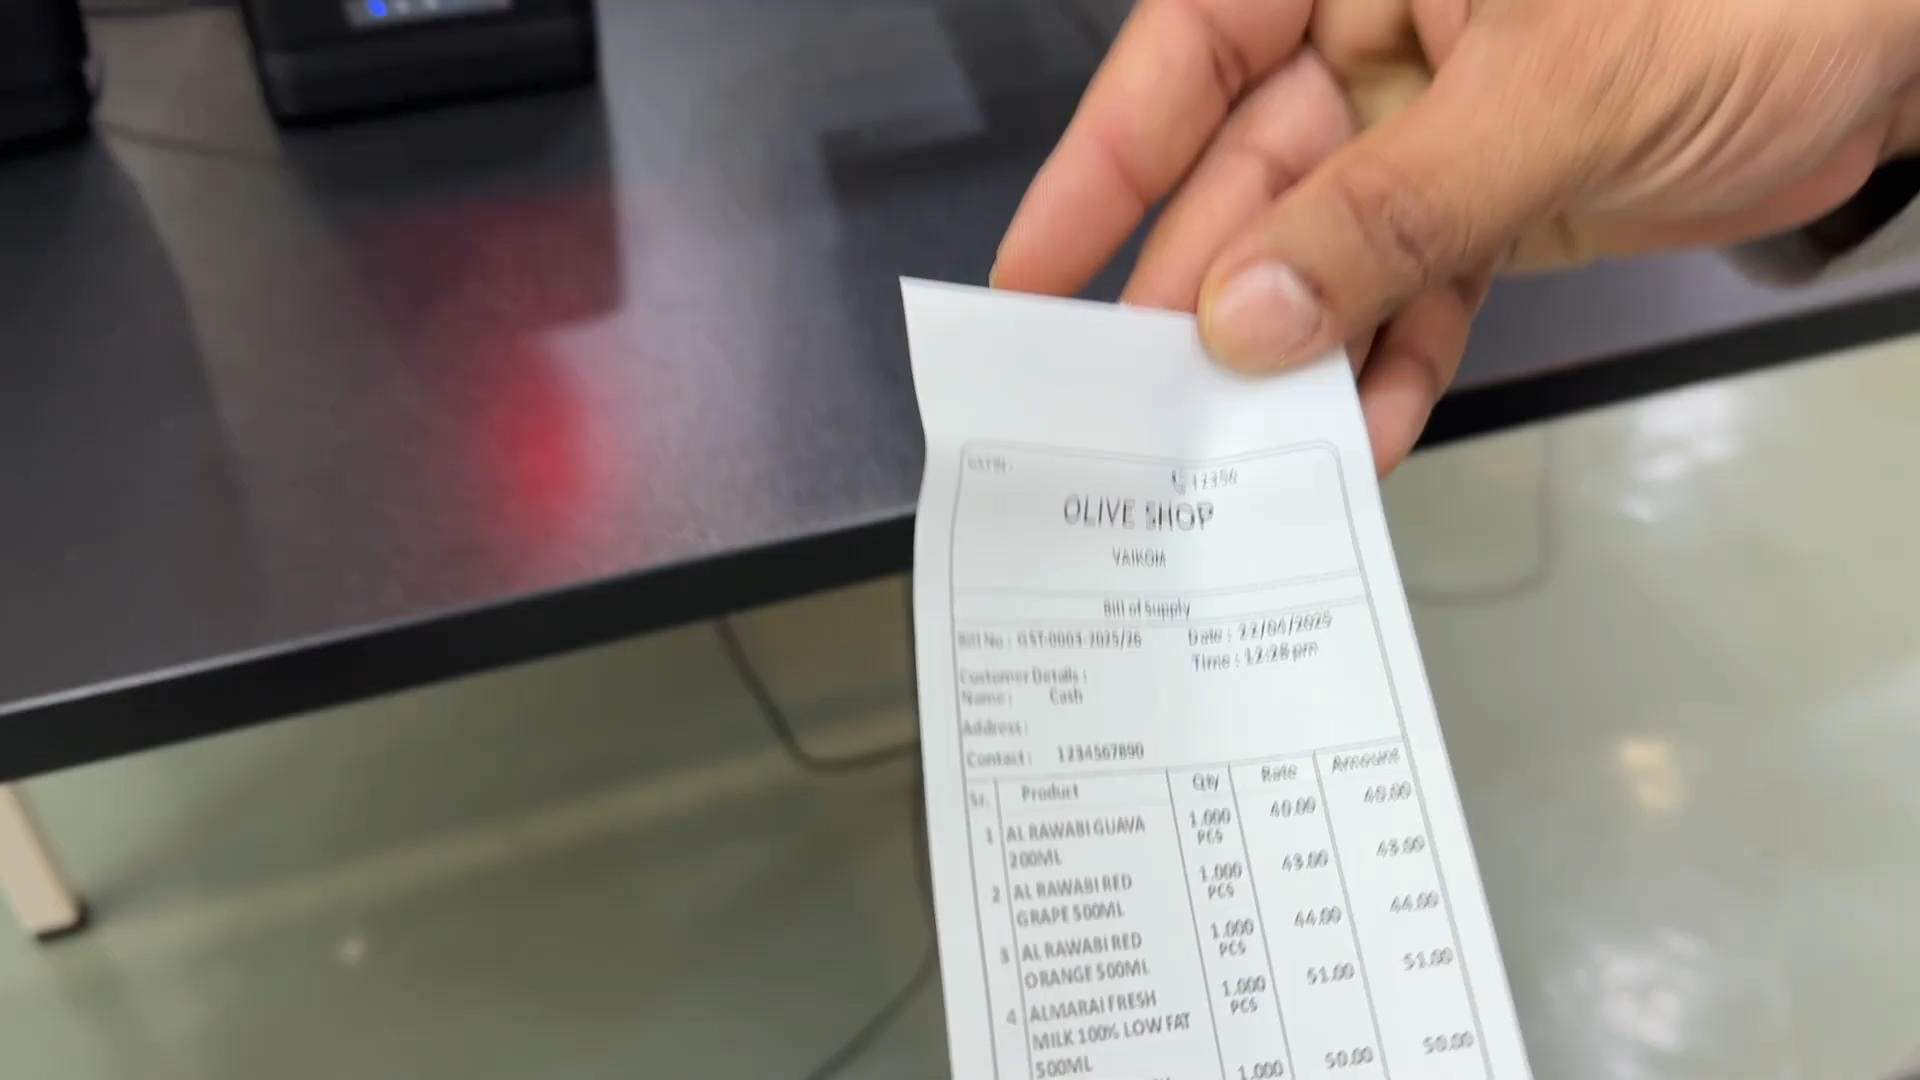 GSTIN :
12356
OLIVE SHOP
VAIKOM
Bill of Supply
Bill No : GST-0003-2025/26 Date : 22/04/2025
Time : 12:28 pm
Customer Details :
Name : Cash
Address :
Contact : 1234567890
Sr. Product Qty Rate Amount
1 AL RAWABI GUAVA 200ML 1.000 PCS 40.00 40.00
2 AL RAWABI RED GRAPE 500ML 1.000 PCS 43.00 43.00
3 AL RAWABI RED ORANGE 500ML 1.000 PCS 44.00 44.00
4 ALMARAI FRESH MILK 100% LOW FAT 500ML 1.000 PCS 51.00 51.00
1.000 50.00 50.00